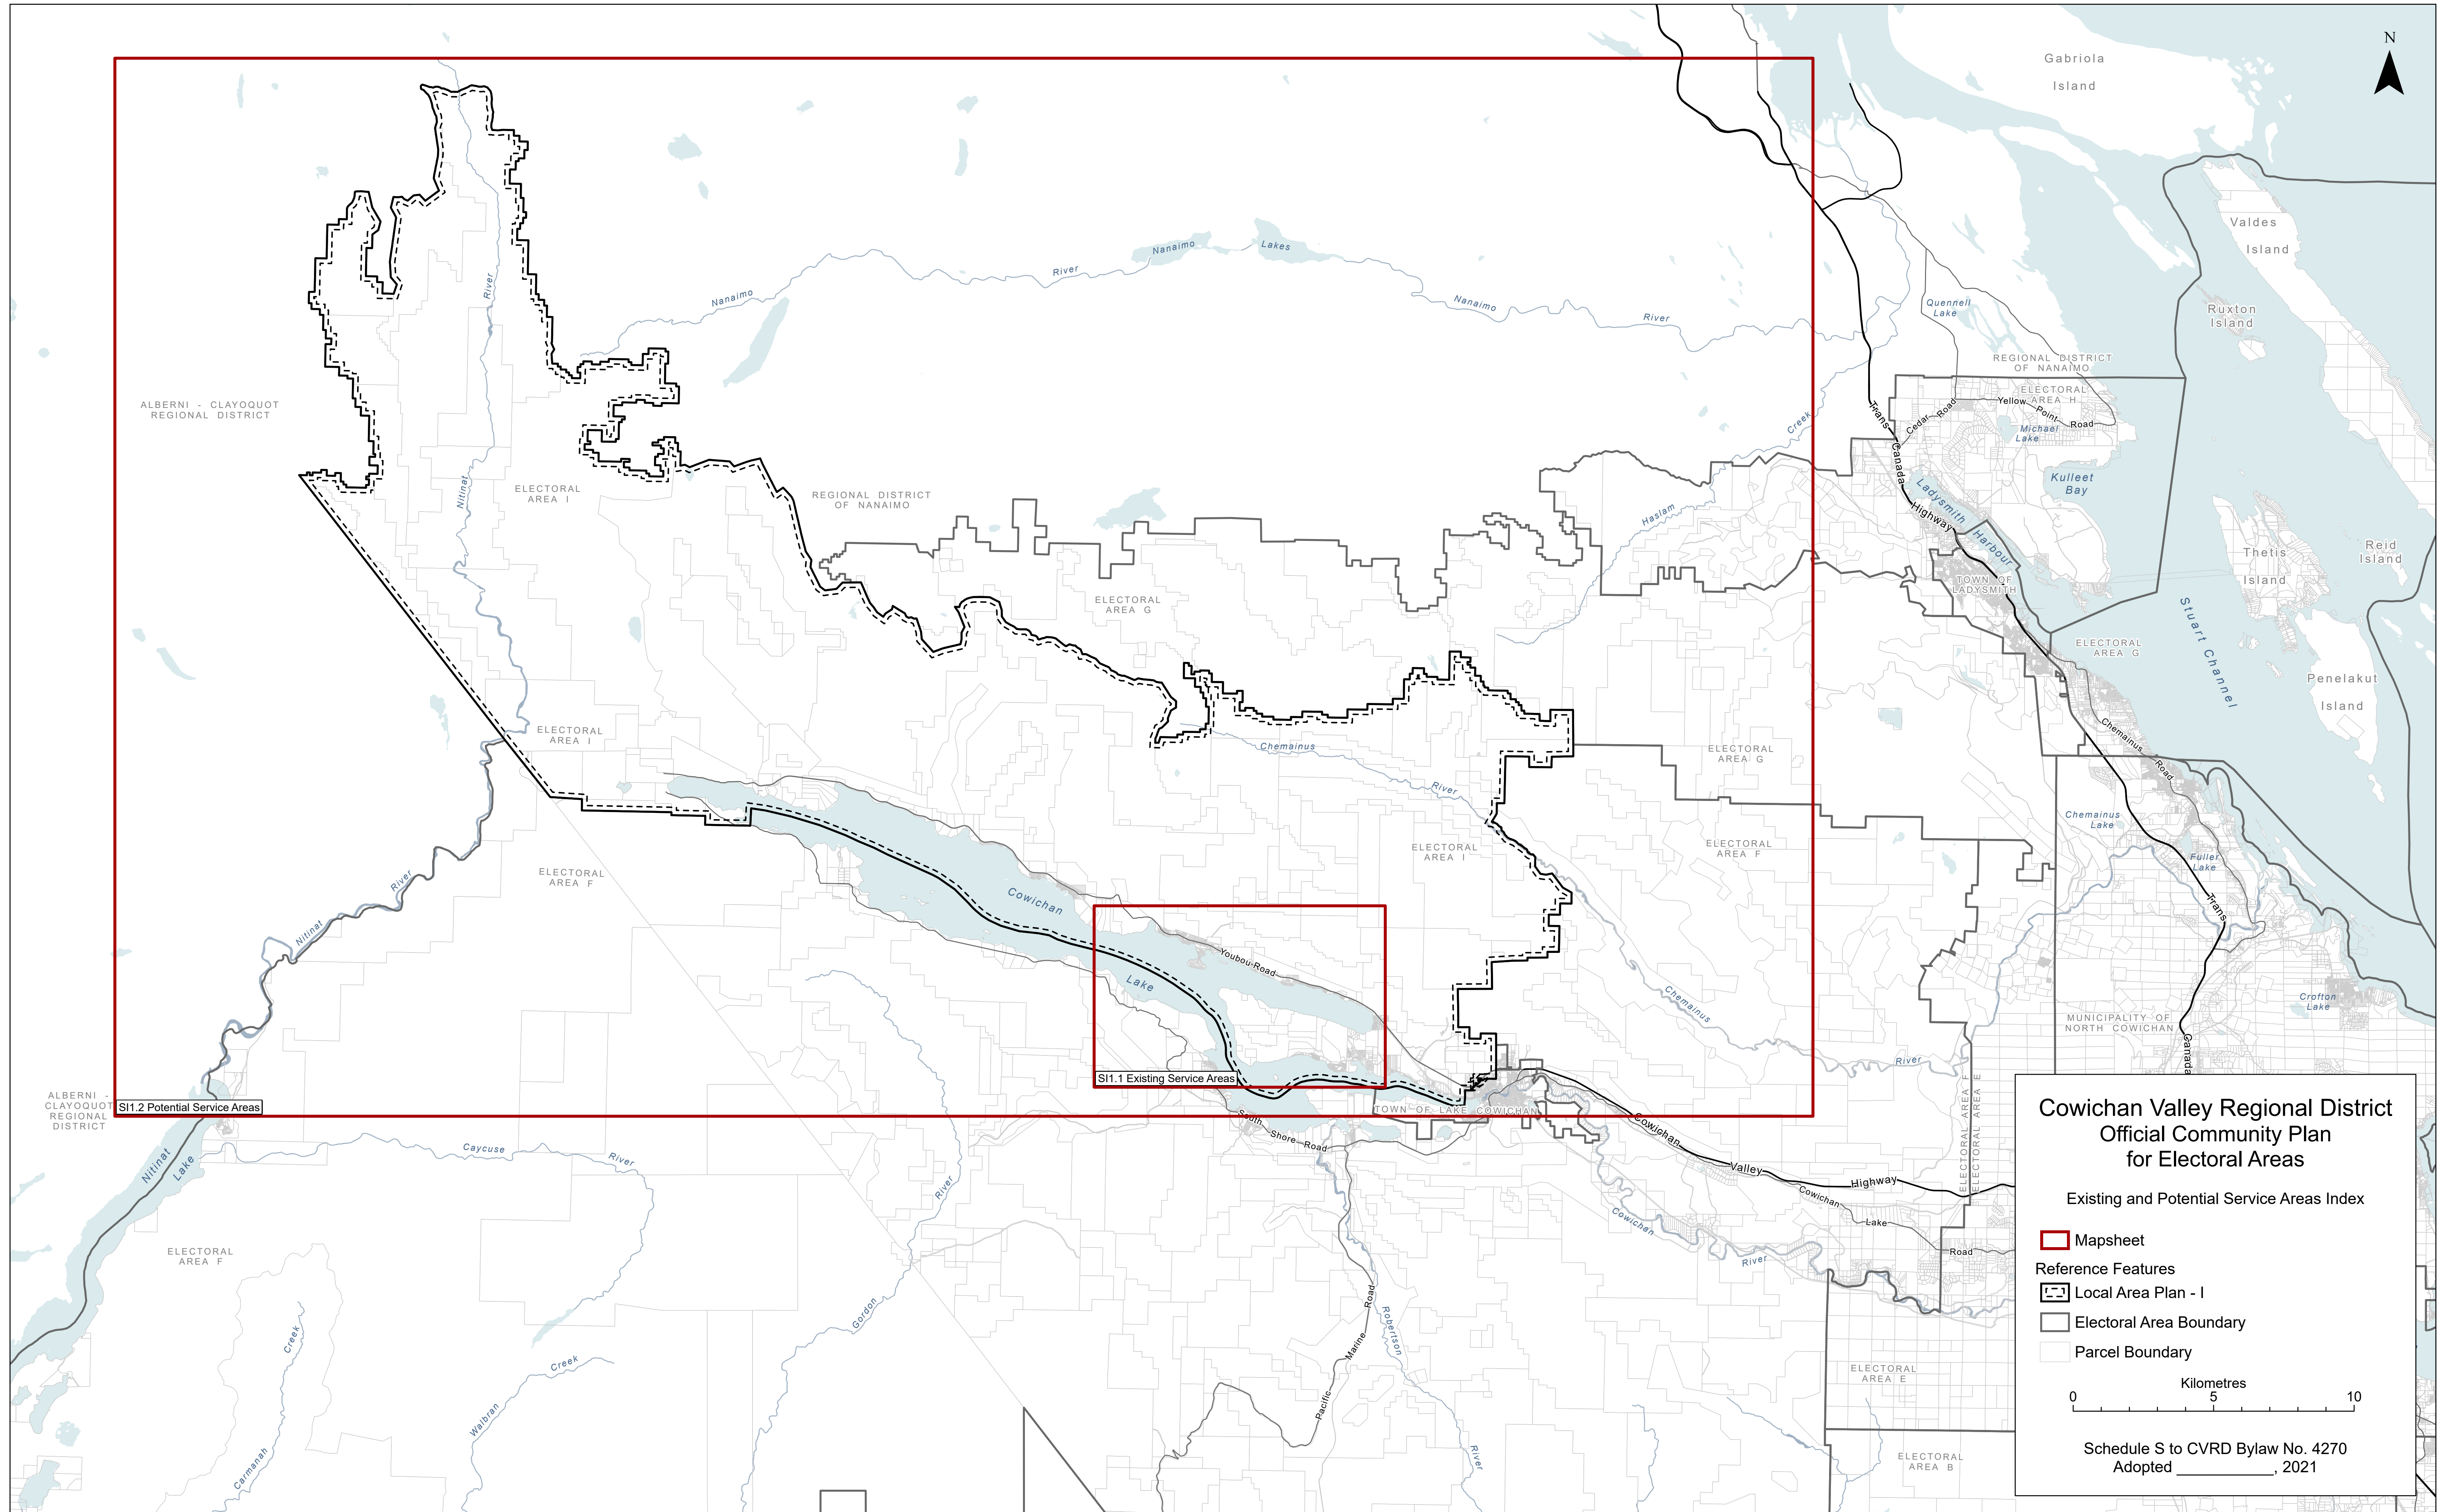 N
Gabriola
Island
Valdes
Island
Nanaimo
Lakes
River
River
Nanaimo
Nanaimo
River
Quennell
Lake
Ruxton
Island
REGIONAL DISTRICT
OF NANAIMO
ELECTORAL
AREA H
Yellow
Point
Road
Cedar
Road
Michael
Lake
ALBERNI - CLAYOQUOT
REGIONAL DISTRICT
Trans
Canada
Highway
Creek
Kulleet
Bay
Ladysmith
Harbour
Nitinat
ELECTORAL
AREA I
REGIONAL DISTRICT
OF NANAIMO
Haslam
Thetis
Island
Reid
Island
TOWN OF
LADYSMITH
ELECTORAL
AREA G
Stuart Channel
ELECTORAL
AREA G
Penelakut
Island
ELECTORAL
AREA I
Chemainus
River
ELECTORAL
AREA G
Chemainus
Road
Chemainus
Lake
ELECTORAL
AREA I
ELECTORAL
AREA F
Fuller
Lake
ELECTORAL
AREA F
River
Nitinat
Cowichan
Lake
Youbou Road
Trans
Canada
Chemainus
River
Crofton
Lake
MUNICIPALITY OF
NORTH COWICHAN
SI1.1 Existing Service Areas
SI1.2 Potential Service Areas
ALBERNI -
CLAYOQUOT
REGIONAL
DISTRICT
TOWN OF LAKE COWICHAN
South
Shore
Road
Cowichan
Valley
Highway
Cowichan
Lake
Road
ELECTORAL AREA F
ELECTORAL AREA E
Nitinat
Lake
Caycuse
River
River
Gordon
Cowichan
River
ELECTORAL
AREA F
Creek
Carmanah
Creek
Walbran
Road
Marine
Pacific
Robertson
River
ELECTORAL
AREA E
ELECTORAL
AREA B
Cowichan Valley Regional District
Official Community Plan
for Electoral Areas
Existing and Potential Service Areas Index
Mapsheet
Reference Features
Local Area Plan - I
Electoral Area Boundary
Parcel Boundary
Kilometres
0 5 10
Schedule S to CVRD Bylaw No. 4270
Adopted ____________, 2021